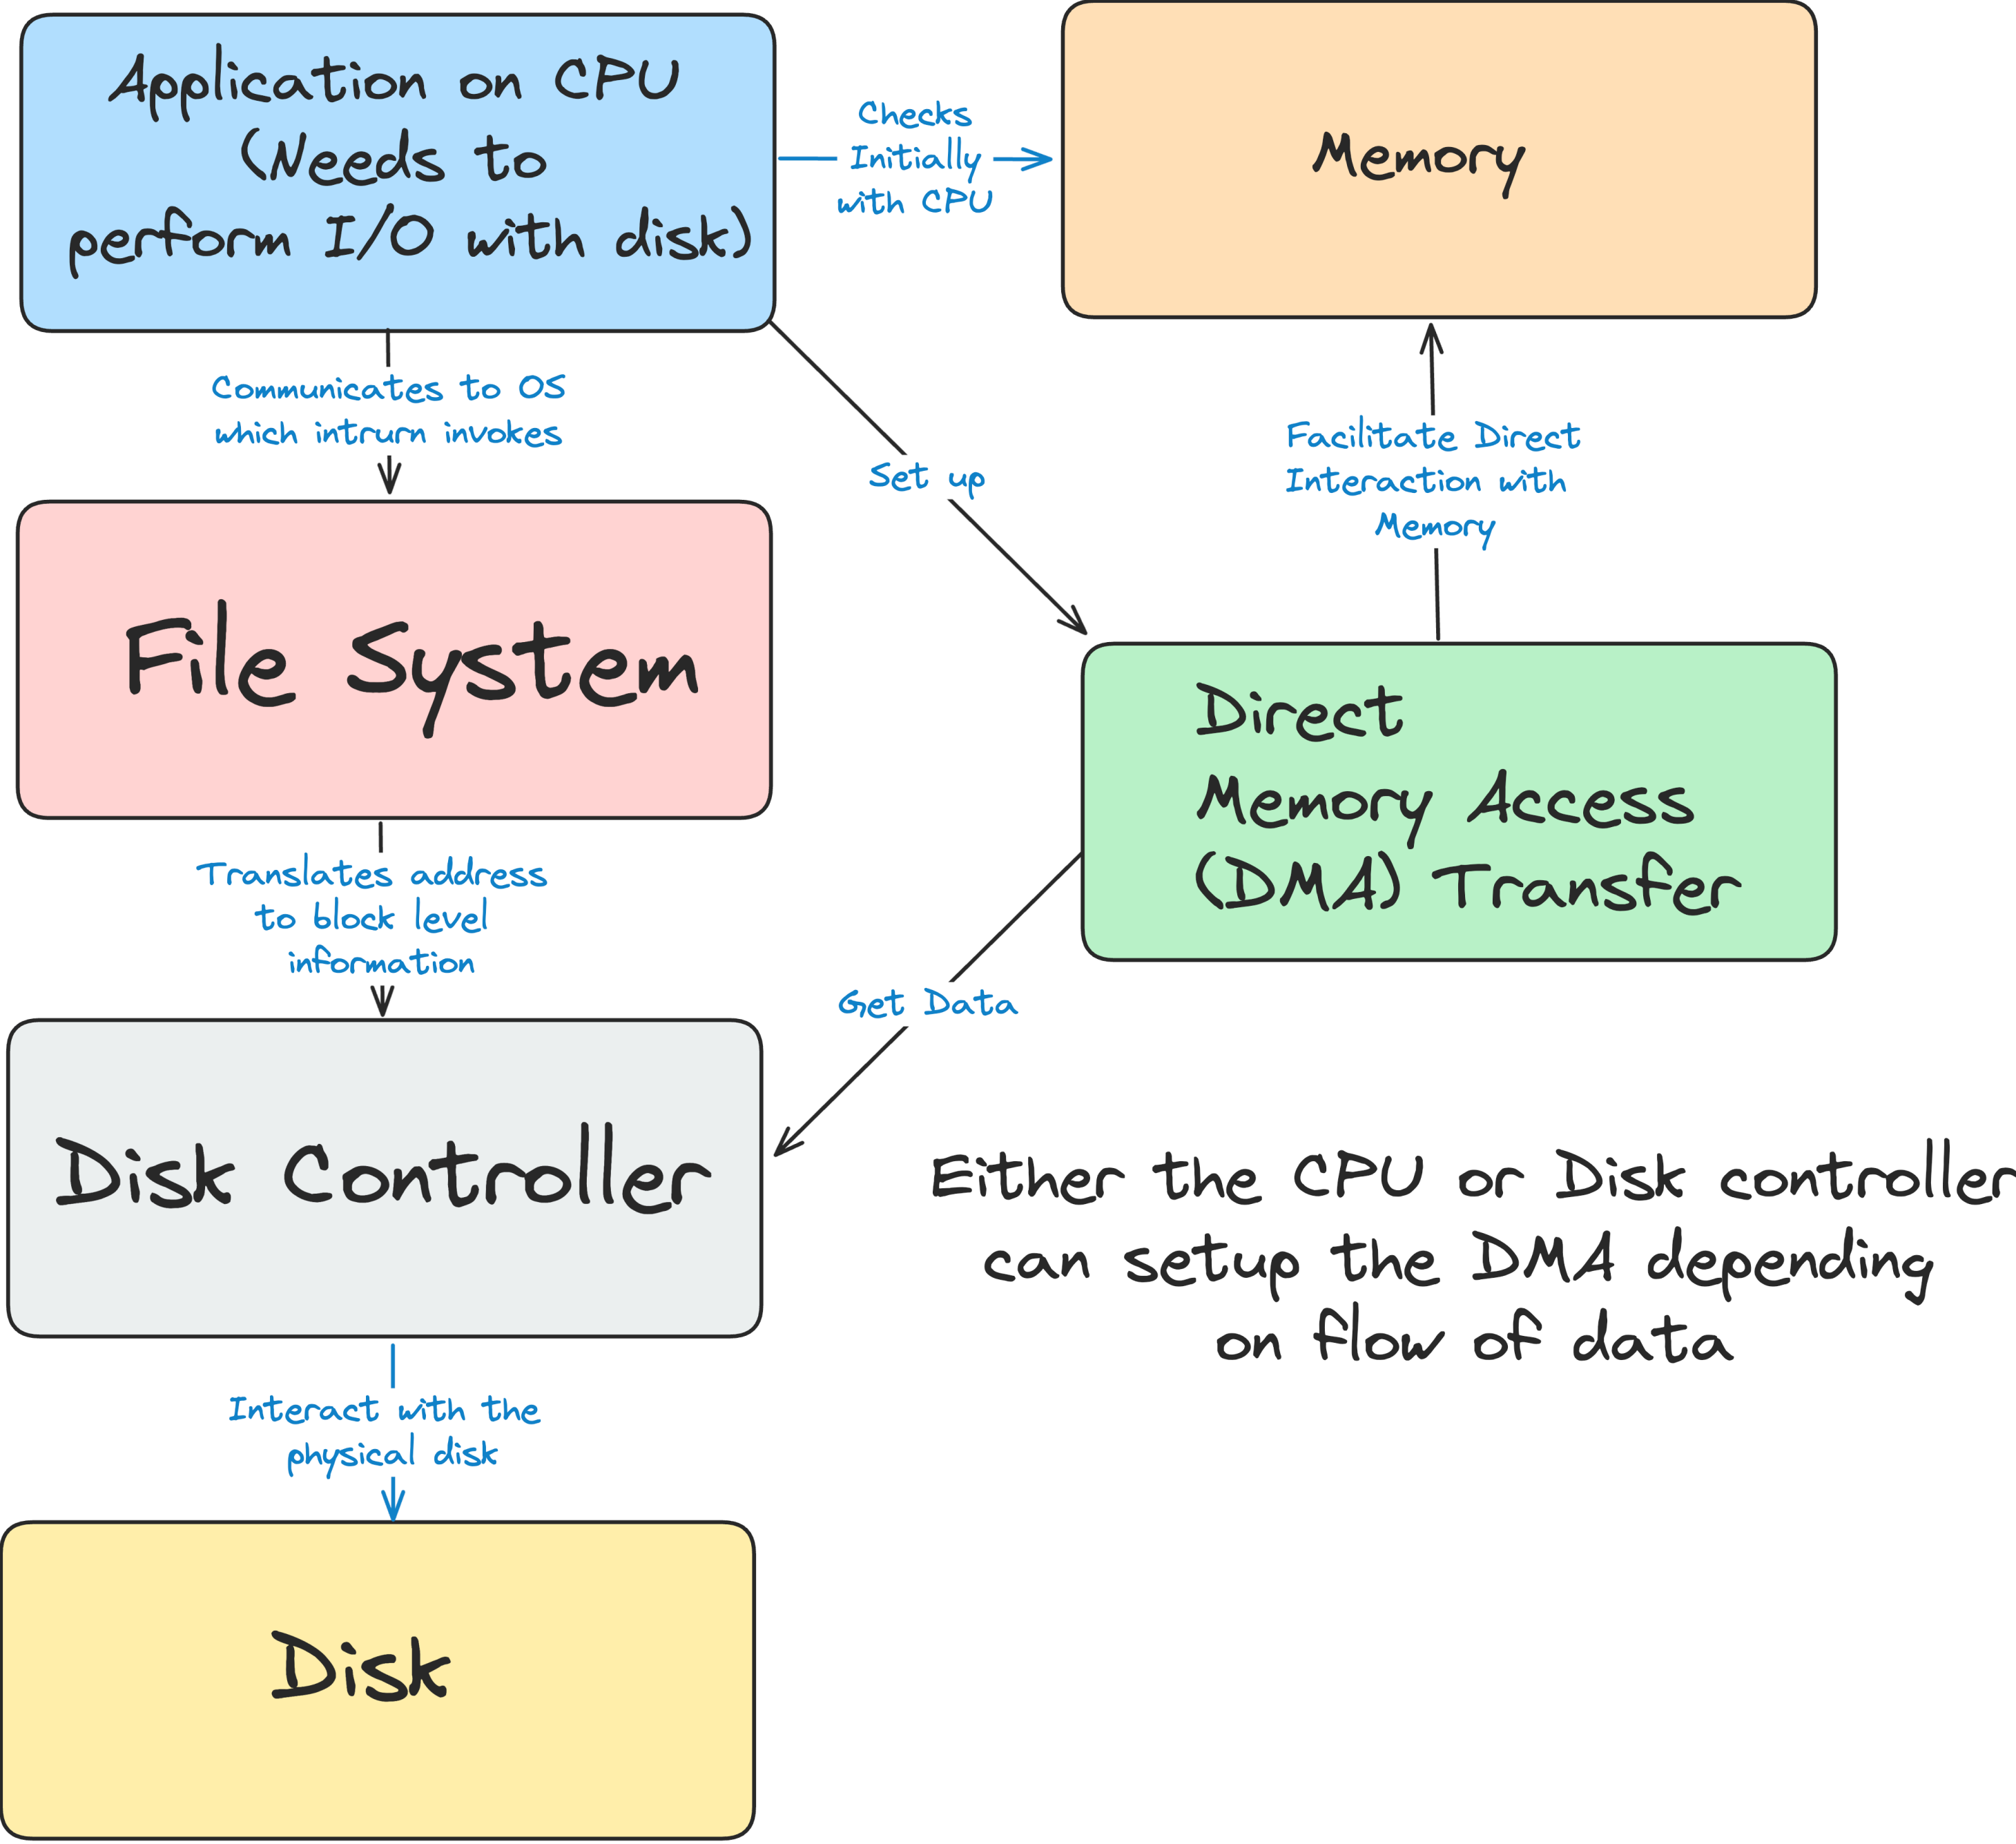 Application on CPU
(Needs to
perform I/O with disk)
Checks
Initially
with CPU
Memory
Communicates to OS
which inturn invokes
Set up
Facilitate Direct
Interaction with
Memory
File System
Direct
Memory Access
(DMA) Transfer
Translates address
to block level
information
Get Data
Disk Controller
Either the CPU or Disk controller
can setup the DMA depending
on flow of data
Interact with the
physical disk
Disk